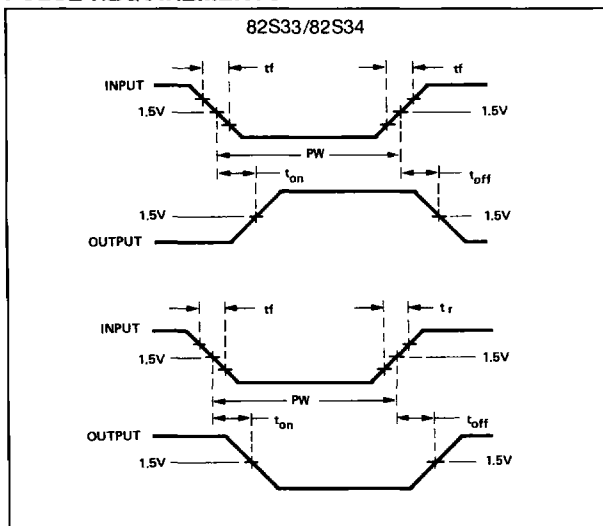 82S33/82S34
tf tf
INPUT
1.5V 1.5V
PW
ton toff
1.5V 1.5V
OUTPUT
tf tr
INPUT
1.5V 1.5V
PW
ton toff
OUTPUT
1.5V 1.5V